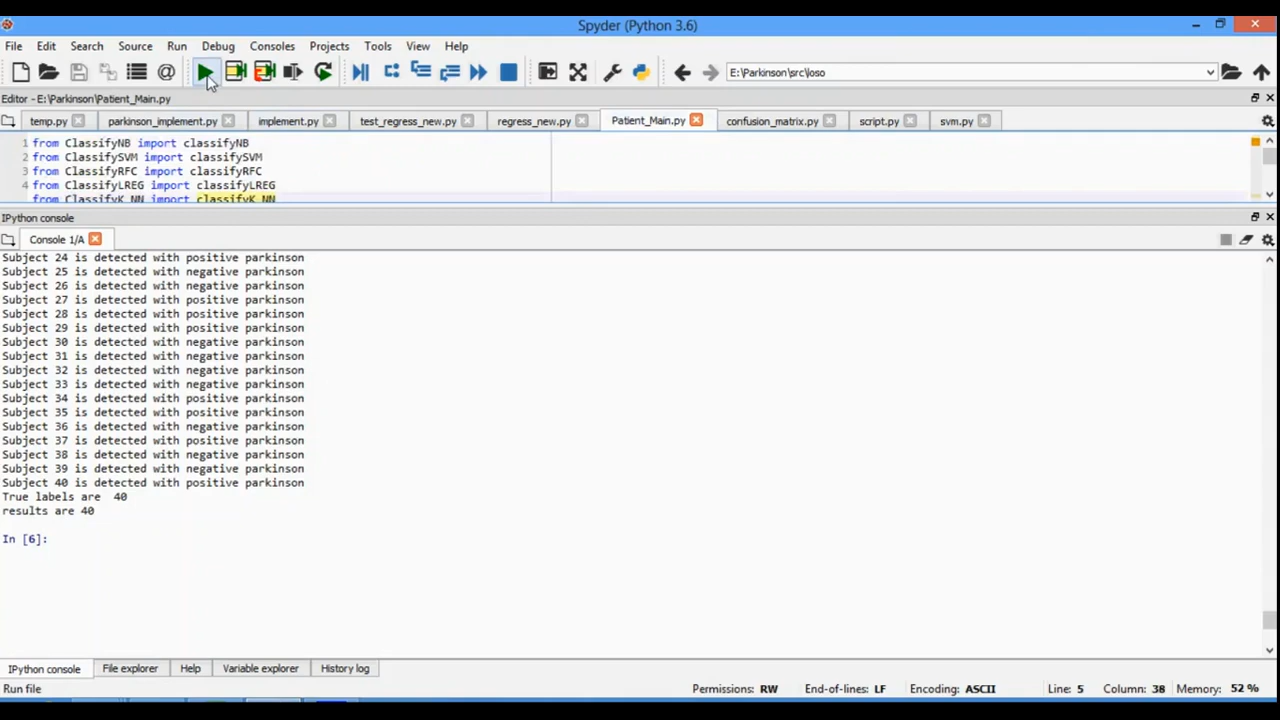 Spyder (Python 3.6)
File Edit Search Source Run Debug Consoles Projects Tools View Help
E:\Parkinson\src\loso
Editor - E:\Parkinson\Patient_Main.py
temp.py parkinson_implement.py implement.py test_regress_new.py regress_new.py Patient_Main.py confusion_matrix.py script.py svm.py
1 from ClassifyNB import classifyNB
2 from ClassifySVM import classifySVM
3 from ClassifyRFC import classifyRFC
4 from ClassifyLREG import classifyLREG
from ClassifyK_NN import classifyK_NN
IPython console
Console 1/A
Subject 24 is detected with positive parkinson
Subject 25 is detected with negative parkinson
Subject 26 is detected with negative parkinson
Subject 27 is detected with positive parkinson
Subject 28 is detected with positive parkinson
Subject 29 is detected with positive parkinson
Subject 30 is detected with negative parkinson
Subject 31 is detected with negative parkinson
Subject 32 is detected with negative parkinson
Subject 33 is detected with negative parkinson
Subject 34 is detected with positive parkinson
Subject 35 is detected with positive parkinson
Subject 36 is detected with negative parkinson
Subject 37 is detected with positive parkinson
Subject 38 is detected with negative parkinson
Subject 39 is detected with negative parkinson
Subject 40 is detected with positive parkinson
True labels are 40
results are 40
In [6]:
IPython console File explorer Help Variable explorer History log
Run file Permissions: RW End-of-lines: LF Encoding: ASCII Line: 5 Column: 38 Memory: 52 %